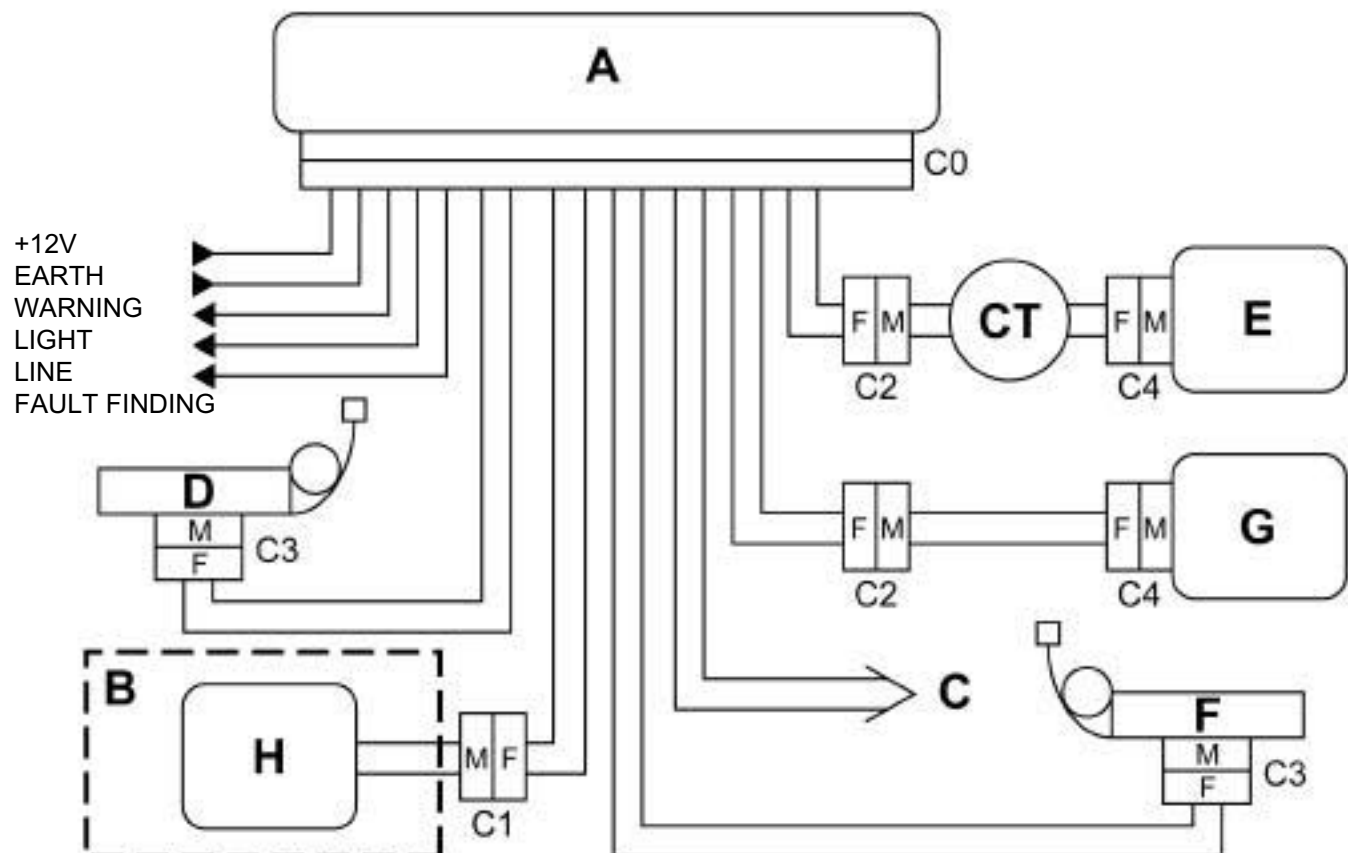 A
C0
+12V
EARTH
WARNING
LIGHT
LINE
FAULT FINDING
F M
C2
CT
F M
C4
E
D
M
F
C3
F M
C2
F M
C4
G
B
H
M F
C1
C
F
M
F
C3